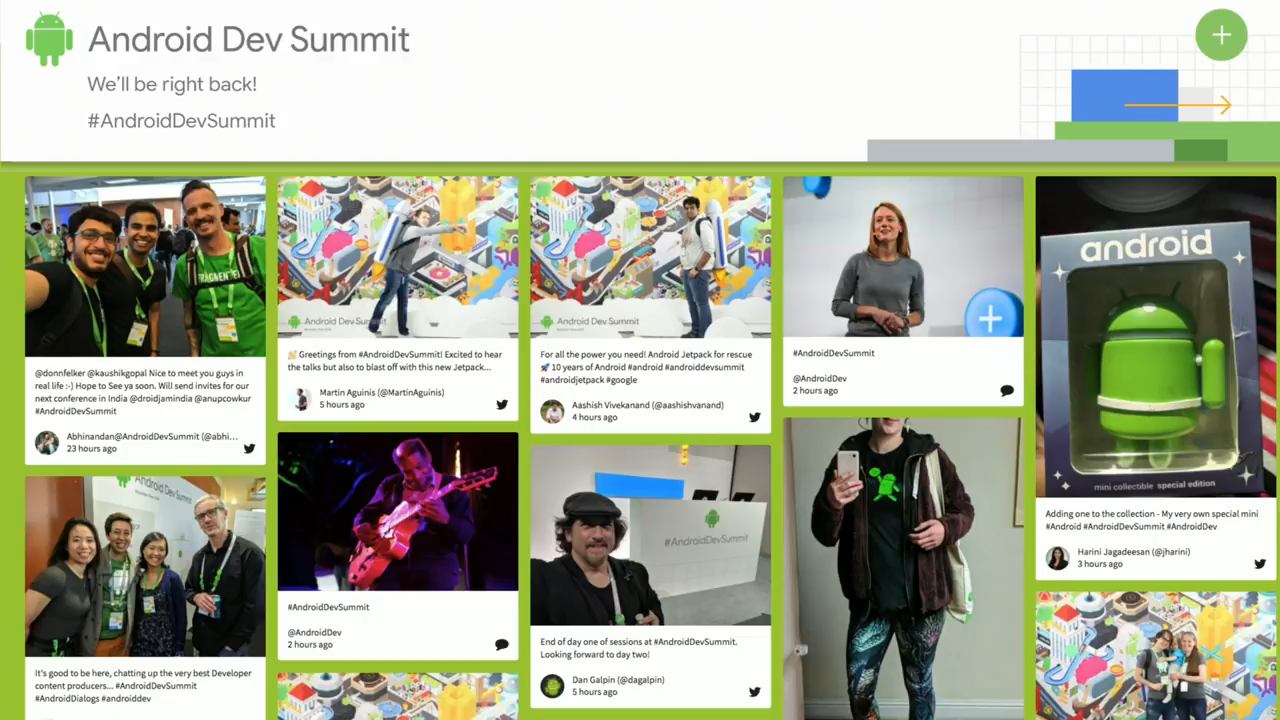 Android Dev Summit
We'll be right back!
#AndroidDevSummit
FRAGMENTED
@donnfelker @kaushikgopal Nice to meet you guys in
real life :-) Hope to See ya soon. Will send invites for our
next conference in India @droidjamindia @anupcowkur
#AndroidDevSummit
Abhinandan@AndroidDevSummit (@abhi...
23 hours ago
Android Dev Summit
It's good to be here, chatting up the very best Developer
content producers... #AndroidDevSummit
#AndroidDialogs #androiddev
Android Dev Summit
👋🏼 Greetings from #AndroidDevSummit! Excited to hear
the talks but also to blast off with this new Jetpack...
Martin Aguinis (@MartinAguinis)
5 hours ago
#AndroidDevSummit
@AndroidDev
2 hours ago
Android Dev Summit
For all the power you need! Android Jetpack for rescue
🚀 10 years of Android #android #androiddevsummit
#androidjetpack #google
Aashish Vivekanand (@aashishvanand)
4 hours ago
#AndroidDevSummit
End of day one of sessions at #AndroidDevSummit.
Looking forward to day two!
Dan Galpin (@dagalpin)
5 hours ago
#AndroidDevSummit
@AndroidDev
2 hours ago
android
mini collectible special edition
Adding one to the collection - My very own special mini
#Android #AndroidDevSummit #AndroidDev
Harini Jagadeesan (@jharini)
3 hours ago